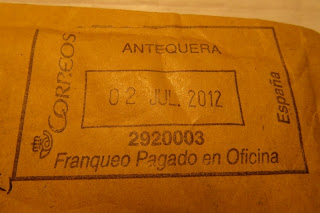 CORREOS
ANTEQUERA
02 JUL. 2012
2920003
Franqueo Pagado en Oficina
España